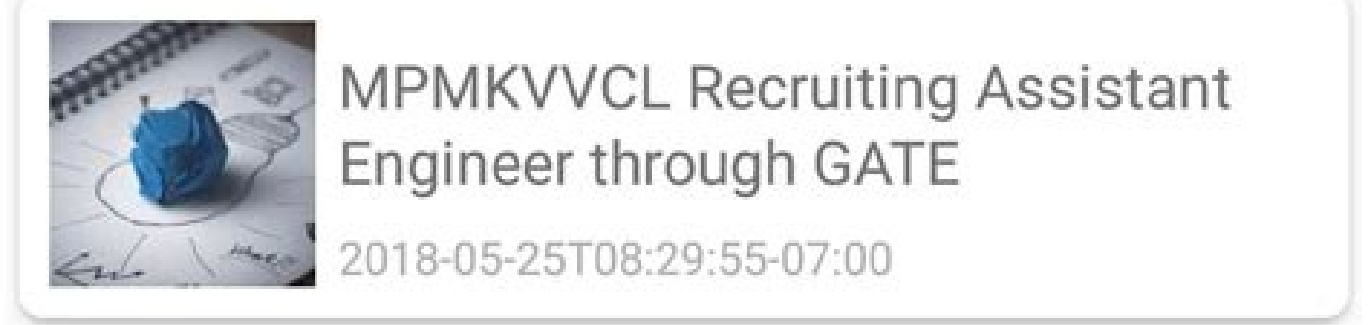 MPMKVVCL Recruiting Assistant
Engineer through GATE
2018-05-25T08:29:55-07:00